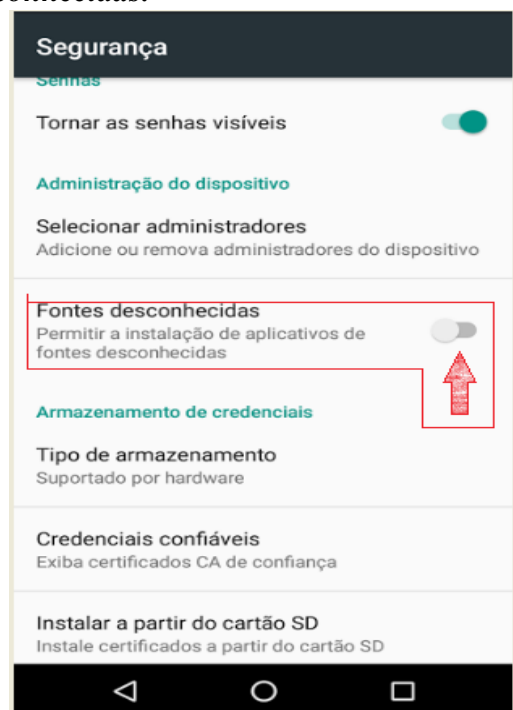 conhecidas.
Segurança
Senhas
Tornar as senhas visíveis
Administração do dispositivo
Selecionar administradores
Adicione ou remova administradores do dispositivo
Fontes desconhecidas
Permitir a instalação de aplicativos de
fontes desconhecidas
Armazenamento de credenciais
Tipo de armazenamento
Suportado por hardware
Credenciais confiáveis
Exiba certificados CA de confiança
Instalar a partir do cartão SD
Instale certificados a partir do cartão SD